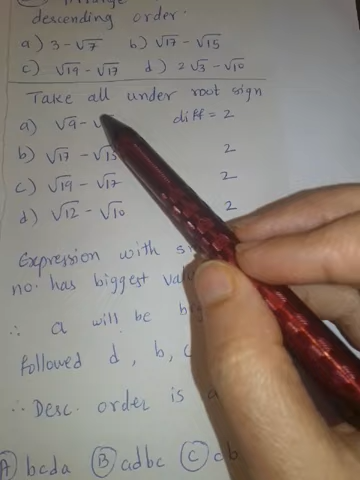 descending order.
a) 3 - √7 b) √17 - √15
c) √19 - √17 d) 2√3 - √10
Take all under root sign
a) √9 - √ diff = 2
b) √17 - √15 2
c) √19 - √17 2
d) √12 - √10 2
Expression with
no. has biggest
∴ a will be
followed d, b, c
∴ Desc. order is a
(A) bcda (B) adbc (C) cb